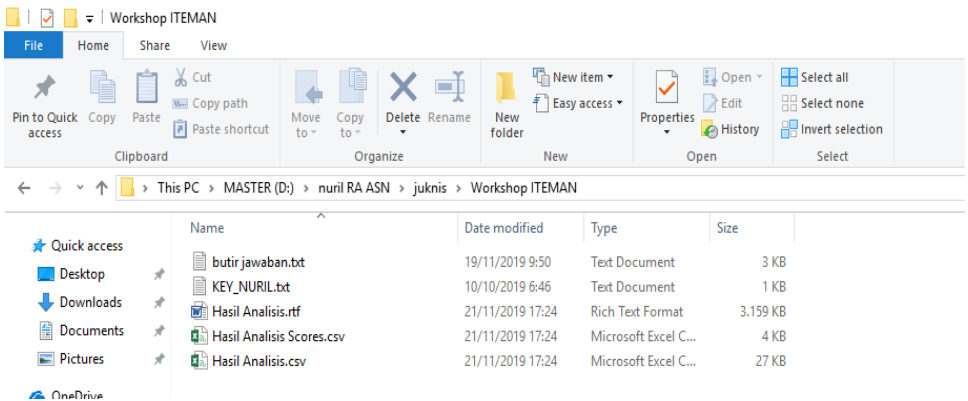 Workshop ITEMAN
File Home Share View
Pin to Quick access
Copy
Paste
Cut
Copy path
Paste shortcut
Clipboard
Move to
Copy to
Delete
Rename
Organize
New folder
New item
Easy access
New
Properties
Open
Edit
History
Open
Select all
Select none
Invert selection
Select
This PC > MASTER (D:) > nuril RA ASN > juknis > Workshop ITEMAN
Quick access
Desktop
Downloads
Documents
Pictures
OneDrive
Name Date modified Type Size
butir jawaban.txt 19/11/2019 9:50 Text Document 3 KB
KEY_NURIL.txt 10/10/2019 6:46 Text Document 1 KB
Hasil Analisis.rtf 21/11/2019 17:24 Rich Text Format 3.159 KB
Hasil Analisis Scores.csv 21/11/2019 17:24 Microsoft Excel C... 4 KB
Hasil Analisis.csv 21/11/2019 17:24 Microsoft Excel C... 27 KB